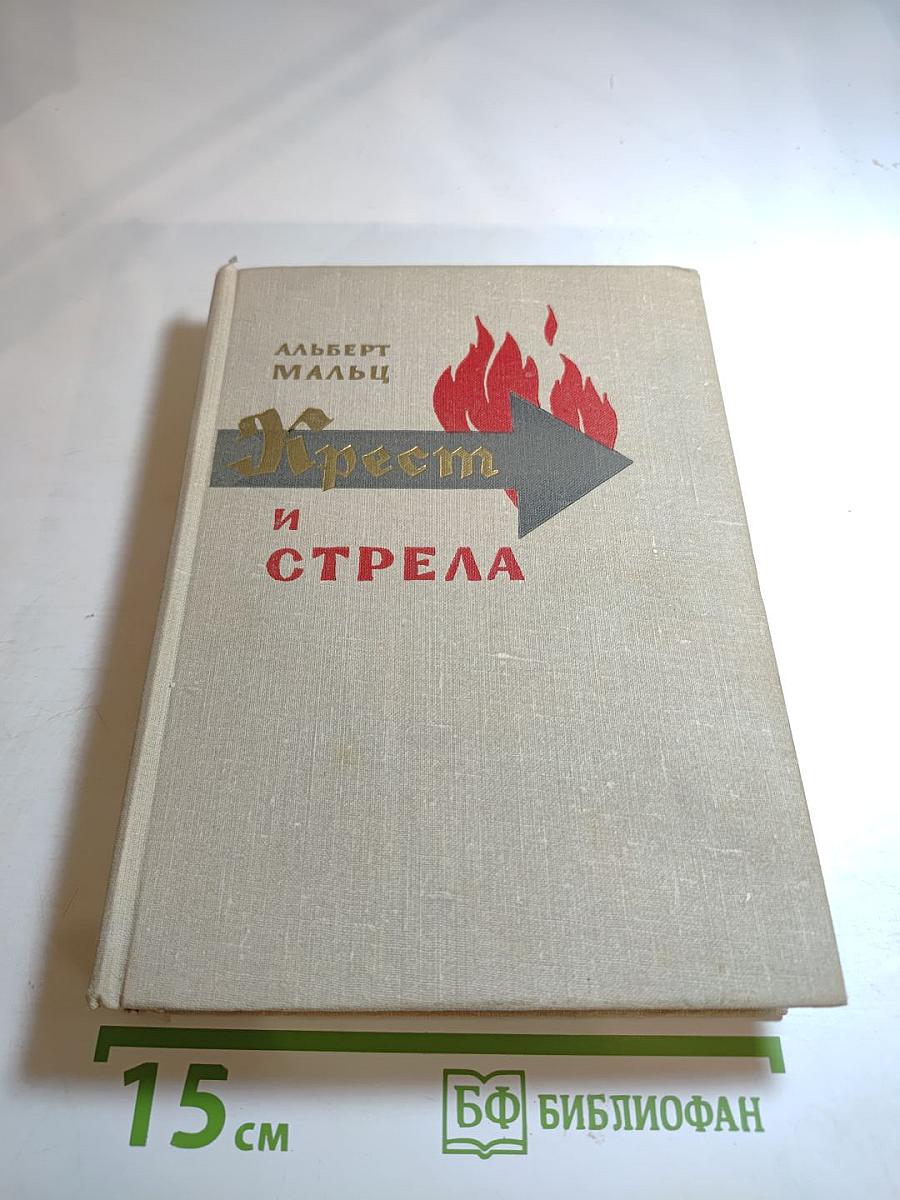 АЛЬБЕРТ
МАЛЬЦ
Крест
И
СТРЕЛА
15 см
БФ БИБЛИОФАН